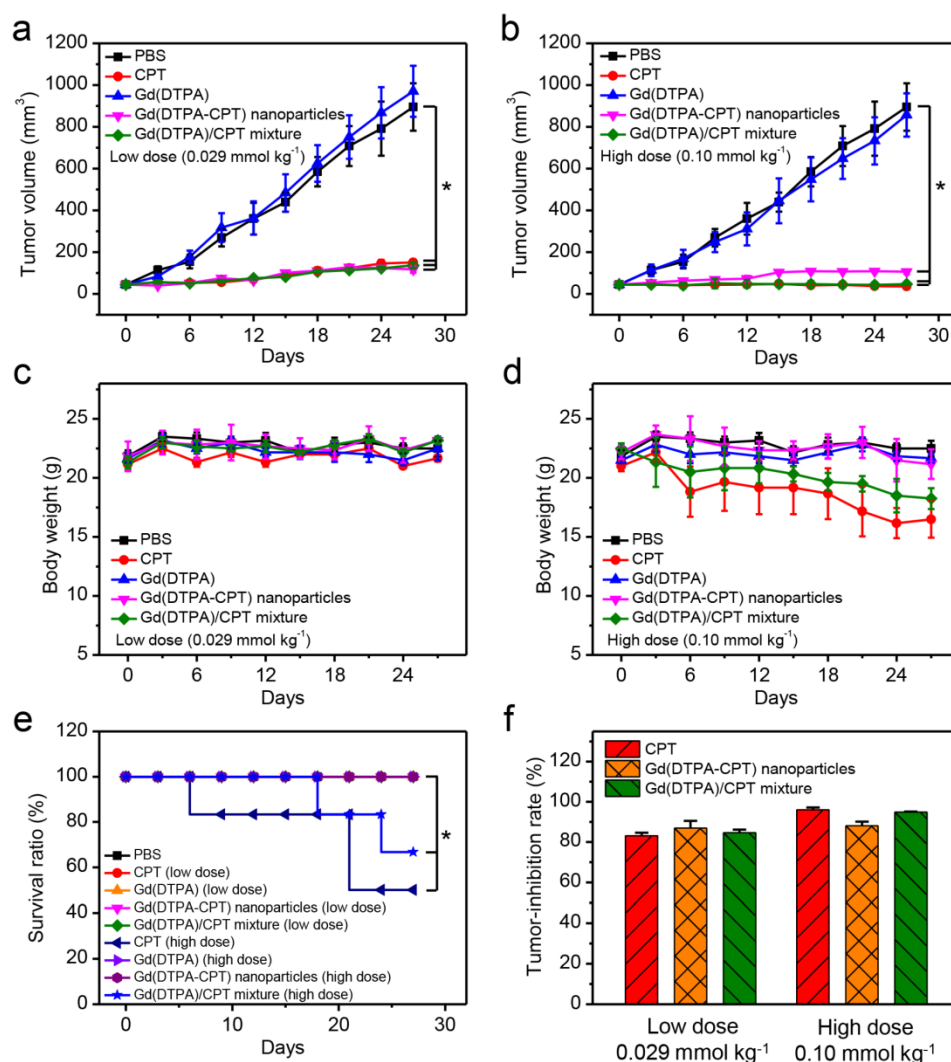 a
1200
1000
800
600
400
200
0
Tumor volume (mm³)
PBS
CPT
Gd(DTPA)
Gd(DTPA-CPT) nanoparticles
Gd(DTPA)/CPT mixture
Low dose (0.029 mmol kg⁻¹)
*
0 6 12 18 24 30
Days
b
1200
1000
800
600
400
200
0
Tumor volume (mm³)
PBS
CPT
Gd(DTPA)
Gd(DTPA-CPT) nanoparticles
Gd(DTPA)/CPT mixture
High dose (0.10 mmol kg⁻¹)
*
0 6 12 18 24 30
Days
c
25
20
15
10
5
Body weight (g)
PBS
CPT
Gd(DTPA)
Gd(DTPA-CPT) nanoparticles
Gd(DTPA)/CPT mixture
Low dose (0.029 mmol kg⁻¹)
0 6 12 18 24
Days
d
25
20
15
10
5
Body weight (g)
PBS
CPT
Gd(DTPA)
Gd(DTPA-CPT) nanoparticles
Gd(DTPA)/CPT mixture
High dose (0.10 mmol kg⁻¹)
0 6 12 18 24
Days
e
120
100
80
60
40
20
0
Survival ratio (%)
*
PBS
CPT (low dose)
Gd(DTPA) (low dose)
Gd(DTPA-CPT) nanoparticles (low dose)
Gd(DTPA)/CPT mixture (low dose)
CPT (high dose)
Gd(DTPA) (high dose)
Gd(DTPA-CPT) nanoparticles (high dose)
Gd(DTPA)/CPT mixture (high dose)
0 10 20 30
Days
f
120
100
80
60
40
20
0
Tumor-inhibition rate (%)
CPT
Gd(DTPA-CPT) nanoparticles
Gd(DTPA)/CPT mixture
Low dose High dose
0.029 mmol kg⁻¹ 0.10 mmol kg⁻¹